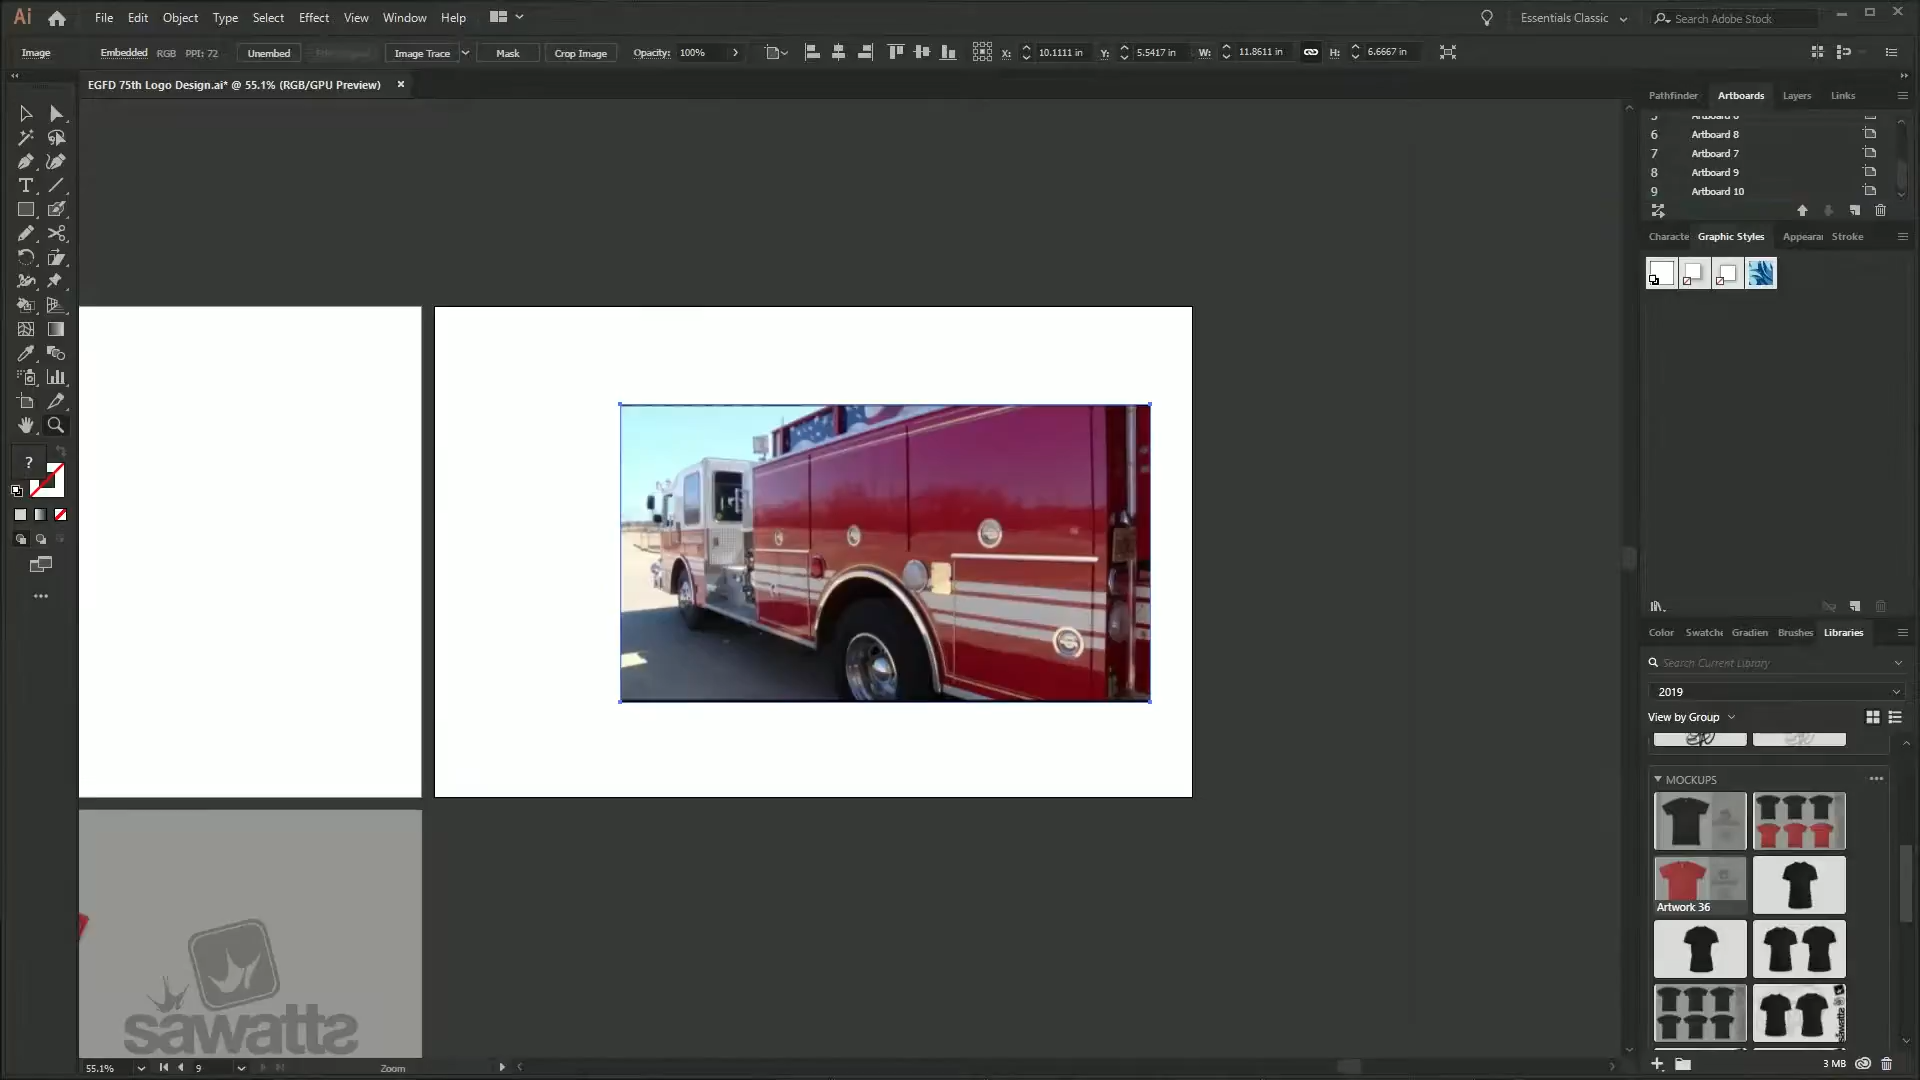 Ai File Edit Object Type Select Effect View Window Help Essentials Classic Search Adobe Stock
Image Embedded RGB PPI: 72 Unembed Image Trace Mask Crop Image Opacity: 100% X: 10.1111 in Y: 5.5417 in W: 11.8611 in H: 6.6667 in
EGFD 75th Logo Design.ai* @ 55.1% (RGB/GPU Preview)
Pathfinder Artboards Layers Links
6 Artboard 8
7 Artboard 7
8 Artboard 9
9 Artboard 10
Characte Graphic Styles Appearar Stroke
?
Color Swatche Gradien Brushes Libraries
Search Current Library
2019
View by Group
MOCKUPS
Artwork 36
sawatts
55.1% 9 Zoom
3 MB